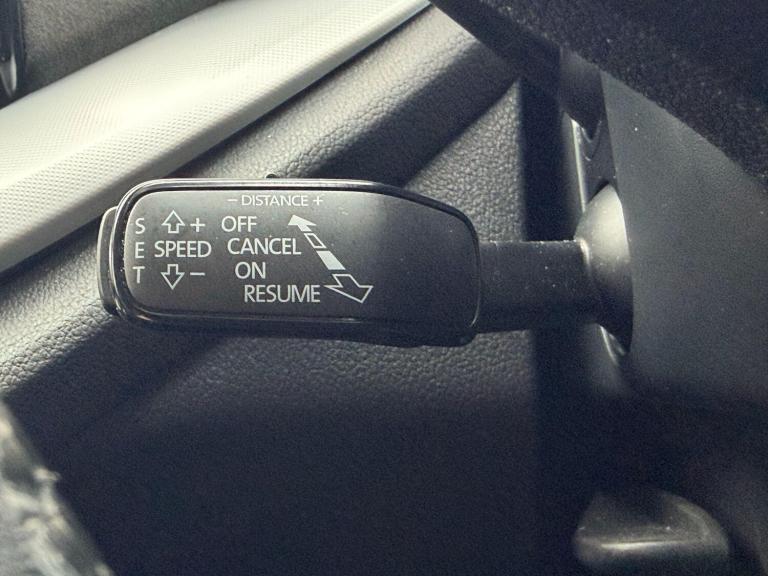 − DISTANCE +
S + OFF
E SPEED CANCEL
T − ON
RESUME